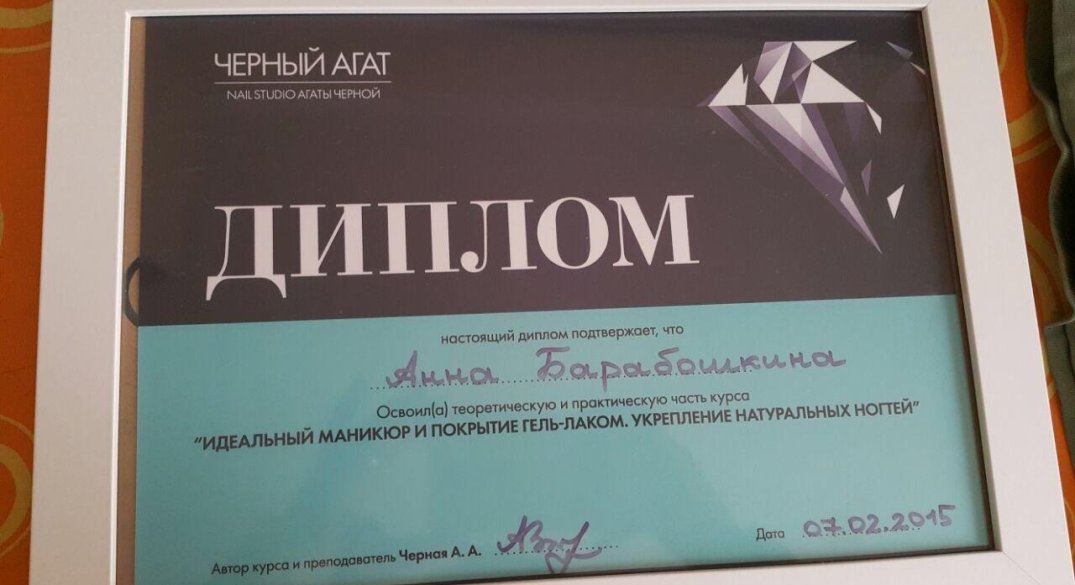 ЧЕРНЫЙ АГАТ
NAIL STUDIO АГАТЫ ЧЕРНОЙ
ДИПЛОМ
настоящий диплом подтвержает, что
Анна Барабошкина
Освоил(а) теоретическую и практическую часть курса
"ИДЕАЛЬНЫЙ МАНИКЮР И ПОКРЫТИЕ ГЕЛЬ-ЛАКОМ. УКРЕПЛЕНИЕ НАТУРАЛЬНЫХ НОГТЕЙ"
Автор курса и преподаватель Черная А. А.
Дата 07.02.2015